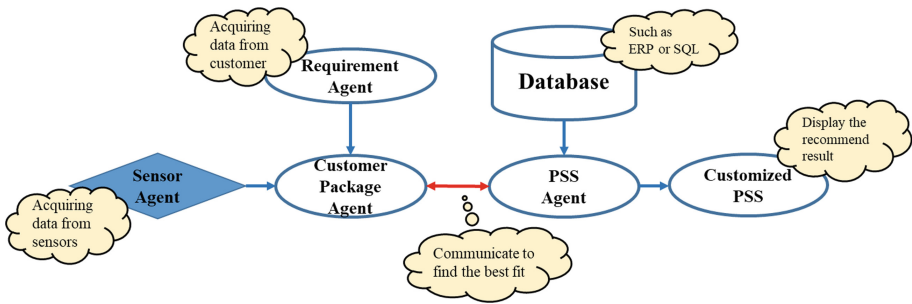 Acquiring
data from
customer
Requirement
Agent
Such as
ERP or SQL
Database
Display the
recommend
result
Sensor
Agent
Acquiring
data from
sensors
Customer
Package
Agent
PSS
Agent
Customized
PSS
Communicate to
find the best fit